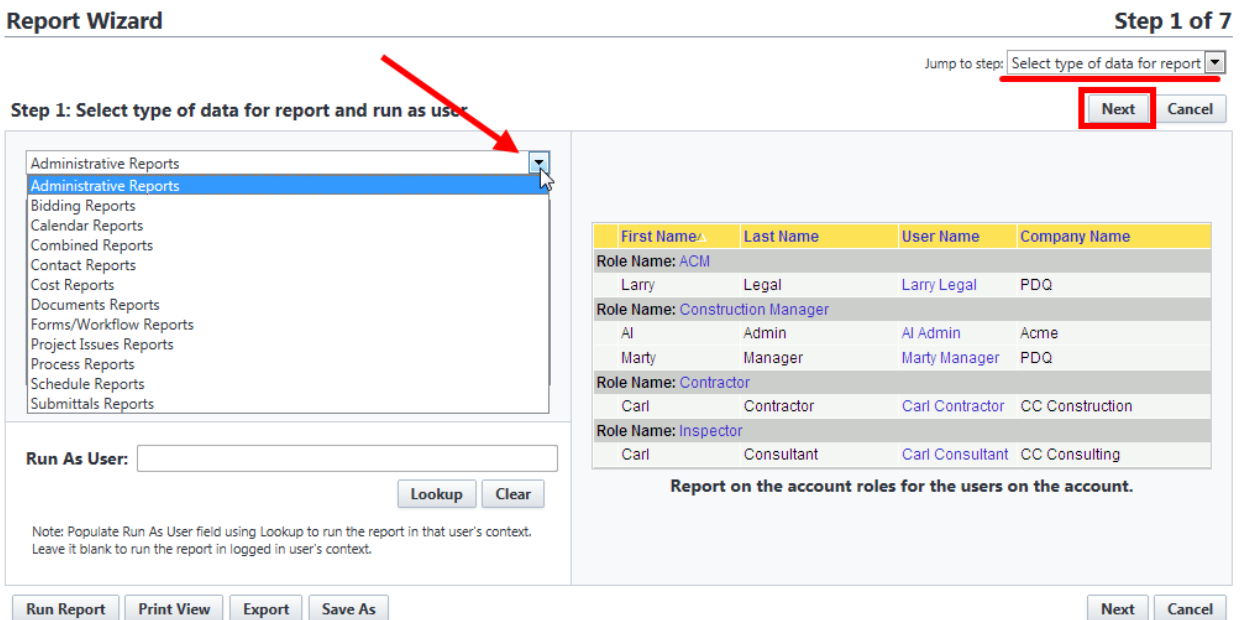 Report Wizard
Step 1 of 7
Jump to step: Select type of data for report
Step 1: Select type of data for report and run as user
Next
Cancel
Administrative Reports
Administrative Reports
Bidding Reports
Calendar Reports
Combined Reports
Contact Reports
Cost Reports
Documents Reports
Forms/Workflow Reports
Project Issues Reports
Process Reports
Schedule Reports
Submittals Reports
Run As User:
Lookup
Clear
Note: Populate Run As User field using Lookup to run the report in that user's context.
Leave it blank to run the report in logged in user's context.
First Name Last Name User Name Company Name
Role Name: ACM
Larry Legal Larry Legal PDQ
Role Name: Construction Manager
Al Admin Al Admin Acme
Marty Manager Marty Manager PDQ
Role Name: Contractor
Carl Contractor Carl Contractor CC Construction
Role Name: Inspector
Carl Consultant Carl Consultant CC Consulting
Report on the account roles for the users on the account.
Run Report
Print View
Export
Save As
Next
Cancel